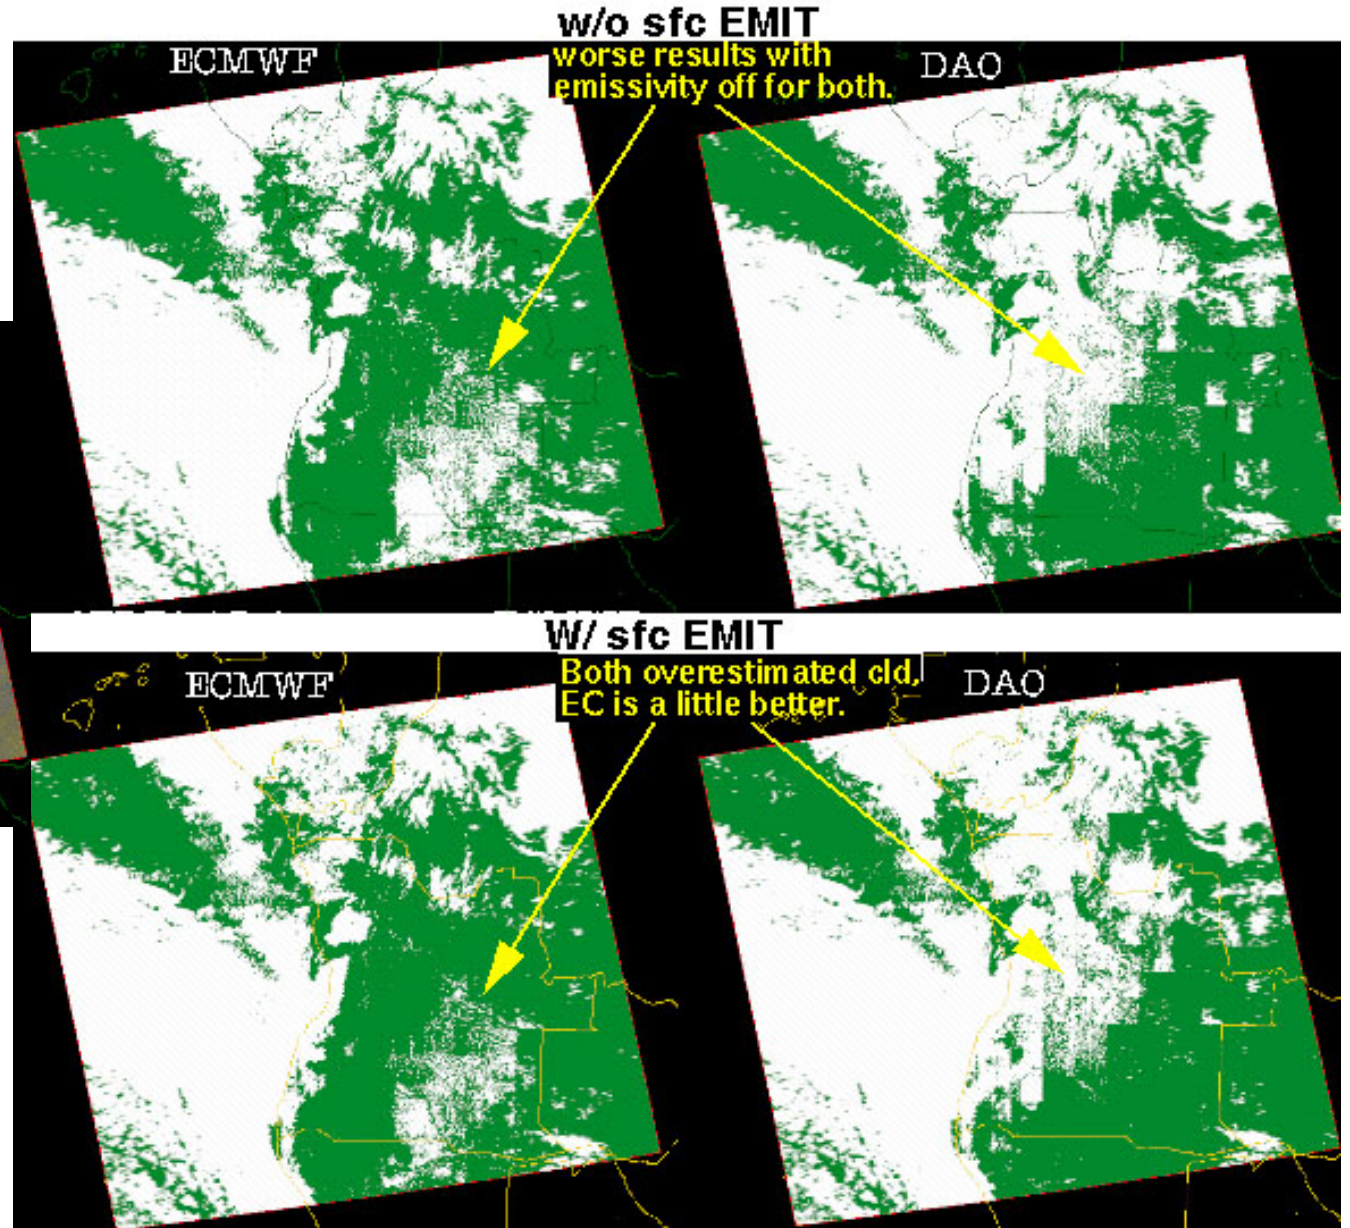 w/o sfc EMIT
ECMWF
worse results with
emissivity off for both.
DAO
W/ sfc EMIT
ECMWF
Both overestimated cld,
EC is a little better.
DAO